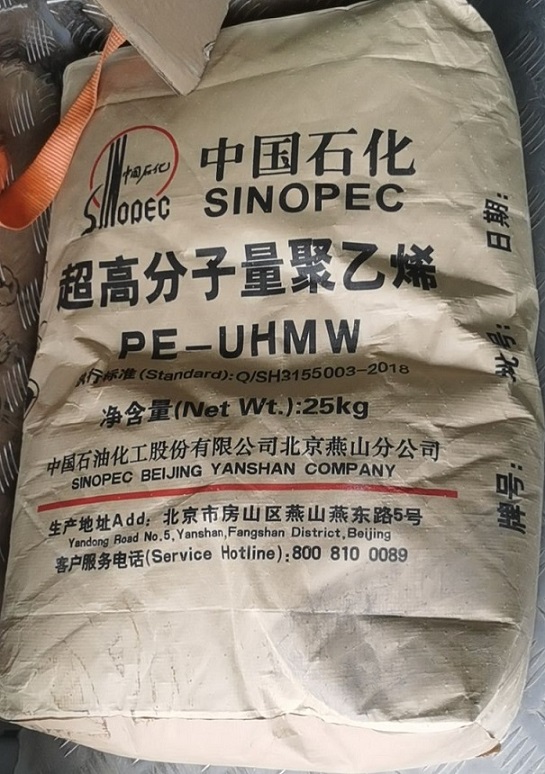 中国石化
SINOPEC
中国石化
SINOPEC
超高分子量聚乙烯
PE-UHMW
执行标准(Standard):Q/SH3155003-2018
净含量(Net Wt.):25kg
中国石油化工股份有限公司北京燕山分公司
SINOPEC BEIJING YANSHAN COMPANY
生产地址Add: 北京市房山区燕山燕东路5号
Yandong Road No.5,Yanshan,Fangshan District,Beijing
客户服务电话(Service Hotline):800 810 0089
日期:
批号:
牌号: